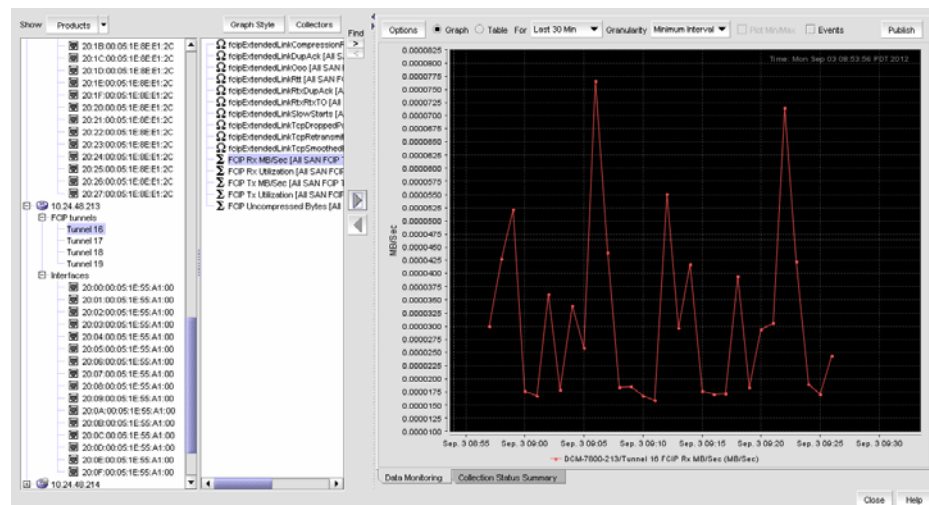 Show Products
20:1B:00:05:1E:8E:E1:2C
20:1C:00:05:1E:8E:E1:2C
20:1D:00:05:1E:8E:E1:2C
20:1E:00:05:1E:8E:E1:2C
20:1F:00:05:1E:8E:E1:2C
20:20:00:05:1E:8E:E1:2C
20:21:00:05:1E:8E:E1:2C
20:22:00:05:1E:8E:E1:2C
20:23:00:05:1E:8E:E1:2C
20:24:00:05:1E:8E:E1:2C
20:25:00:05:1E:8E:E1:2C
20:26:00:05:1E:8E:E1:2C
20:27:00:05:1E:8E:E1:2C
10.24.48.213
FCIP tunnels
Tunnel 16
Tunnel 17
Tunnel 18
Tunnel 19
Interfaces
20:00:00:05:1E:55:A1:00
20:01:00:05:1E:55:A1:00
20:02:00:05:1E:55:A1:00
20:03:00:05:1E:55:A1:00
20:04:00:05:1E:55:A1:00
20:05:00:05:1E:55:A1:00
20:06:00:05:1E:55:A1:00
20:07:00:05:1E:55:A1:00
20:08:00:05:1E:55:A1:00
20:09:00:05:1E:55:A1:00
20:0A:00:05:1E:55:A1:00
20:0B:00:05:1E:55:A1:00
20:0C:00:05:1E:55:A1:00
20:0D:00:05:1E:55:A1:00
20:0E:00:05:1E:55:A1:00
20:0F:00:05:1E:55:A1:00
10.24.48.214
Graph Style Collectors
Find
>
<
fcipExtendedLinkCompressionF
fcipExtendedLinkDupAck [All S
fcipExtendedLinkOoo [All SAN
fcipExtendedLinkRtt [All SAN F
fcipExtendedLinkRtxDupAck [A
fcipExtendedLinkRtxRtxTO [All
fcipExtendedLinkSlowStarts [A
fcipExtendedLinkTcpDroppedP
fcipExtendedLinkTcpRetransmi
fcipExtendedLinkTcpSmoothed
FCIP Rx MB/Sec [All SAN FCIP T
FCIP Rx Utilization [All SAN FCIF
FCIP Tx MB/Sec [All SAN FCIP T
FCIP Tx Utilization [All SAN FCIF
FCIP Uncompressed Bytes [All
Options Graph Table For Last 30 Min Granularity Minimum Interval Plot Min/Max Events Publish
Time: Mon Sep 03 08:53:56 PDT 2012
MB/Sec
0.0000825
0.0000800
0.0000775
0.0000750
0.0000725
0.0000700
0.0000675
0.0000650
0.0000625
0.0000600
0.0000575
0.0000550
0.0000525
0.0000500
0.0000475
0.0000450
0.0000425
0.0000400
0.0000375
0.0000350
0.0000325
0.0000300
0.0000275
0.0000250
0.0000225
0.0000200
0.0000175
0.0000150
0.0000125
0.0000100
Sep. 3 08:55 Sep. 3 09:00 Sep. 3 09:05 Sep. 3 09:10 Sep. 3 09:15 Sep. 3 09:20 Sep. 3 09:25 Sep. 3 09:30
DCM-7800-213/Tunnel 16 FCIP Rx MB/Sec (MB/Sec)
Data Monitoring Collection Status Summary
Close Help